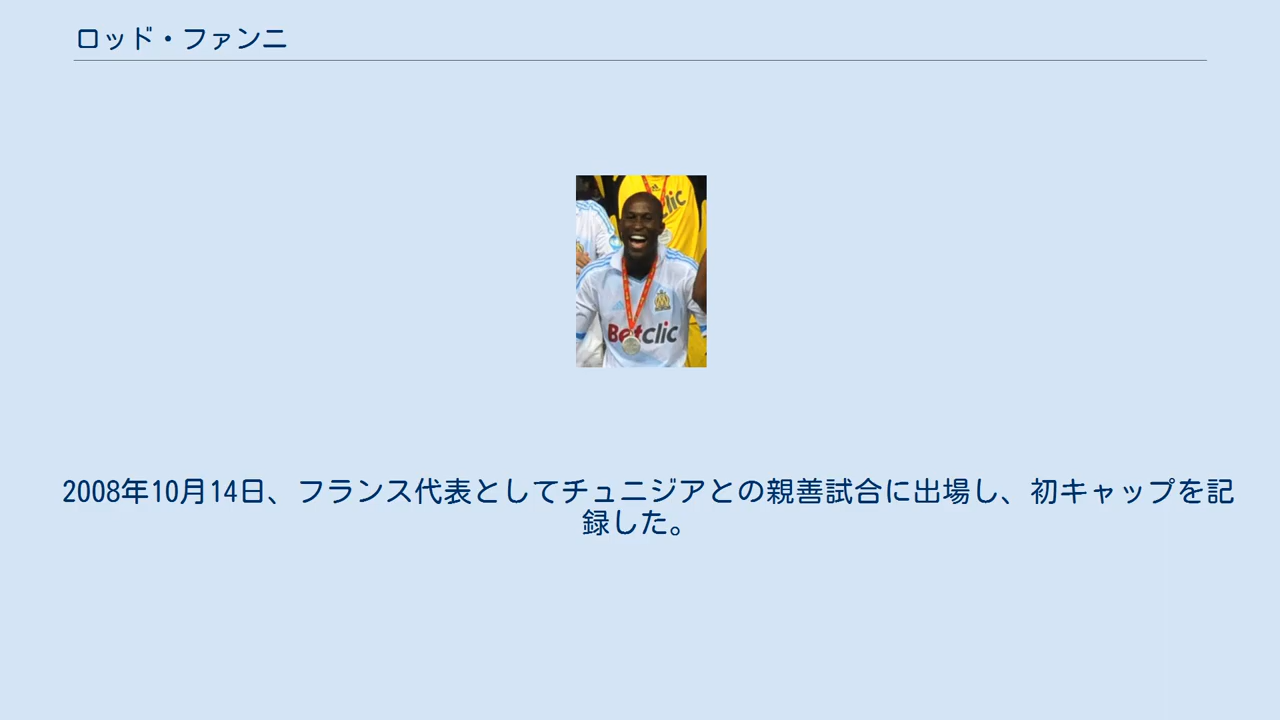 ロッド・ファンニ
clic
Betclic
2008年10月14日、フランス代表としてチュニジアとの親善試合に出場し、初キャップを記
録した。